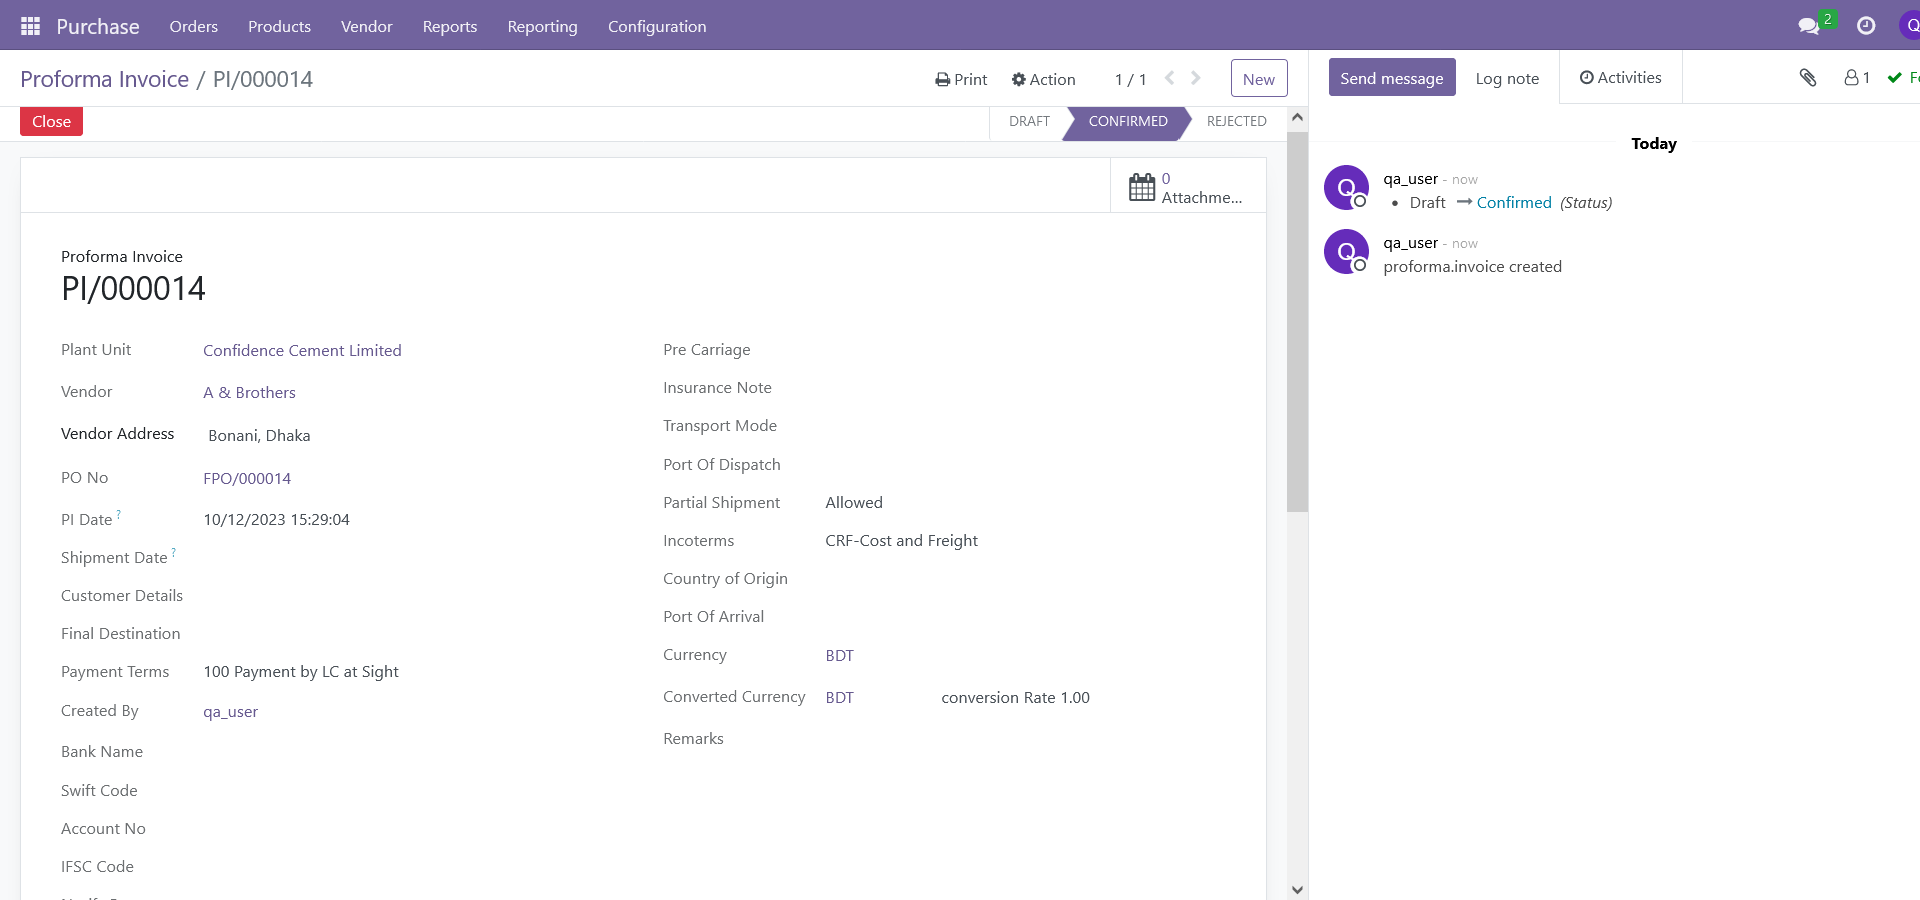 Purchase Orders Products Vendor Reports Reporting Configuration 2 Q
Proforma Invoice / PI/000014 Print Action 1 / 1 New Send message Log note Activities 1
Close DRAFT CONFIRMED REJECTED
Today
0
Attachme...
Q qa_user - now
• Draft → Confirmed (Status)
Q qa_user - now
proforma.invoice created
Proforma Invoice
PI/000014
Plant Unit Confidence Cement Limited
Vendor A & Brothers
Vendor Address Bonani, Dhaka
PO No FPO/000014
PI Date ? 10/12/2023 15:29:04
Shipment Date ?
Customer Details
Final Destination
Payment Terms 100 Payment by LC at Sight
Created By qa_user
Bank Name
Swift Code
Account No
IFSC Code
Pre Carriage
Insurance Note
Transport Mode
Port Of Dispatch
Partial Shipment Allowed
Incoterms CRF-Cost and Freight
Country of Origin
Port Of Arrival
Currency BDT
Converted Currency BDT conversion Rate 1.00
Remarks